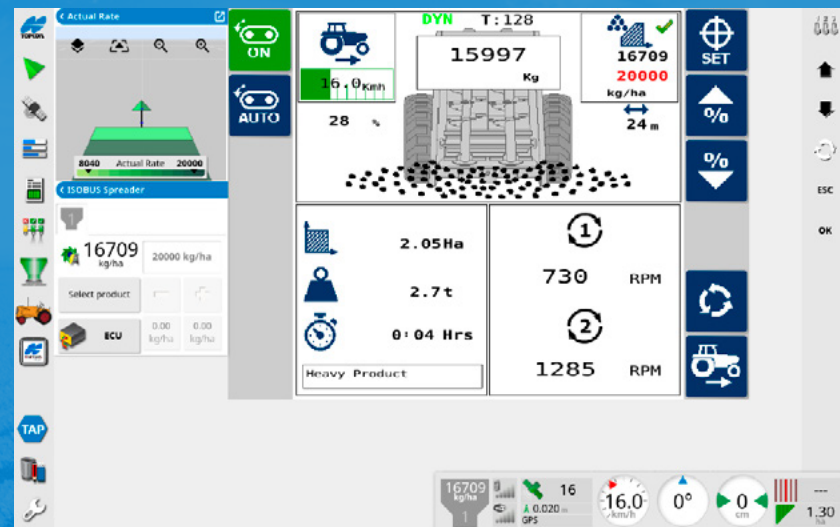 TOPCON
Actual Rate
8040 Actual Rate 20000
ISOBUS Spreader
1
16709
kg/ha
20000 kg/ha
Select product
ECU
0.00
kg/ha
0.00
kg/ha
TAP
ON
AUTO
DYN T:128
15997
Kg
16.0 Kmh
28 %
16709
20000
kg/ha
24 m
2.05Ha
2.7t
0:04 Hrs
Heavy Product
1
730 RPM
2
1285 RPM
SET
%
%
ESC
OK
16709
kg/ha
1
16
0.020
GPS
16.0
km/h
0°
0
cm
---
1.30